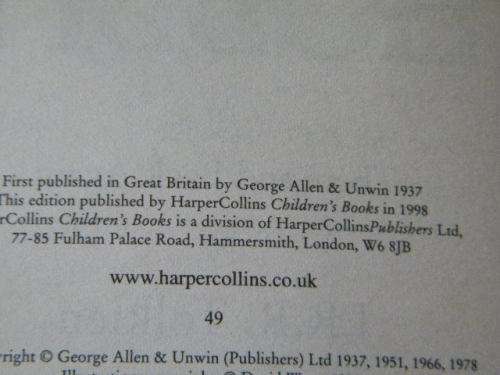 First published in Great Britain by George Allen & Unwin 1937
This edition published by HarperCollins Children's Books in 1998
rCollins Children's Books is a division of HarperCollinsPublishers Ltd,
77-85 Fulham Palace Road, Hammersmith, London, W6 8JB
www.harpercollins.co.uk
49
yright © George Allen & Unwin (Publishers) Ltd 1937, 1951, 1966, 1978